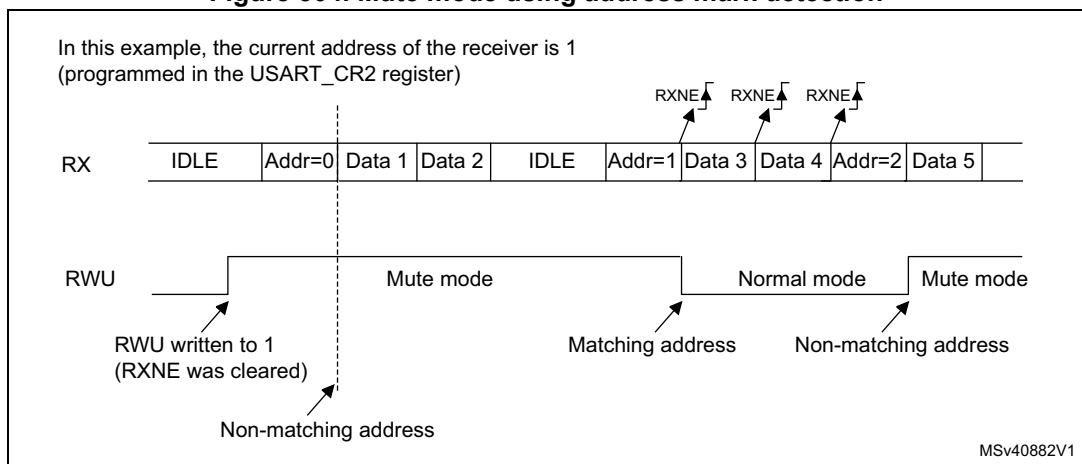 Figure 304. Mute mode using address mark detection
In this example, the current address of the receiver is 1
(programmed in the USART_CR2 register)
RXNE RXNE RXNE
RX IDLE Addr=0 Data 1 Data 2 IDLE Addr=1 Data 3 Data 4 Addr=2 Data 5
RWU Mute mode Normal mode Mute mode
RWU written to 1 Matching address Non-matching address
(RXNE was cleared)
Non-matching address
MSv40882V1